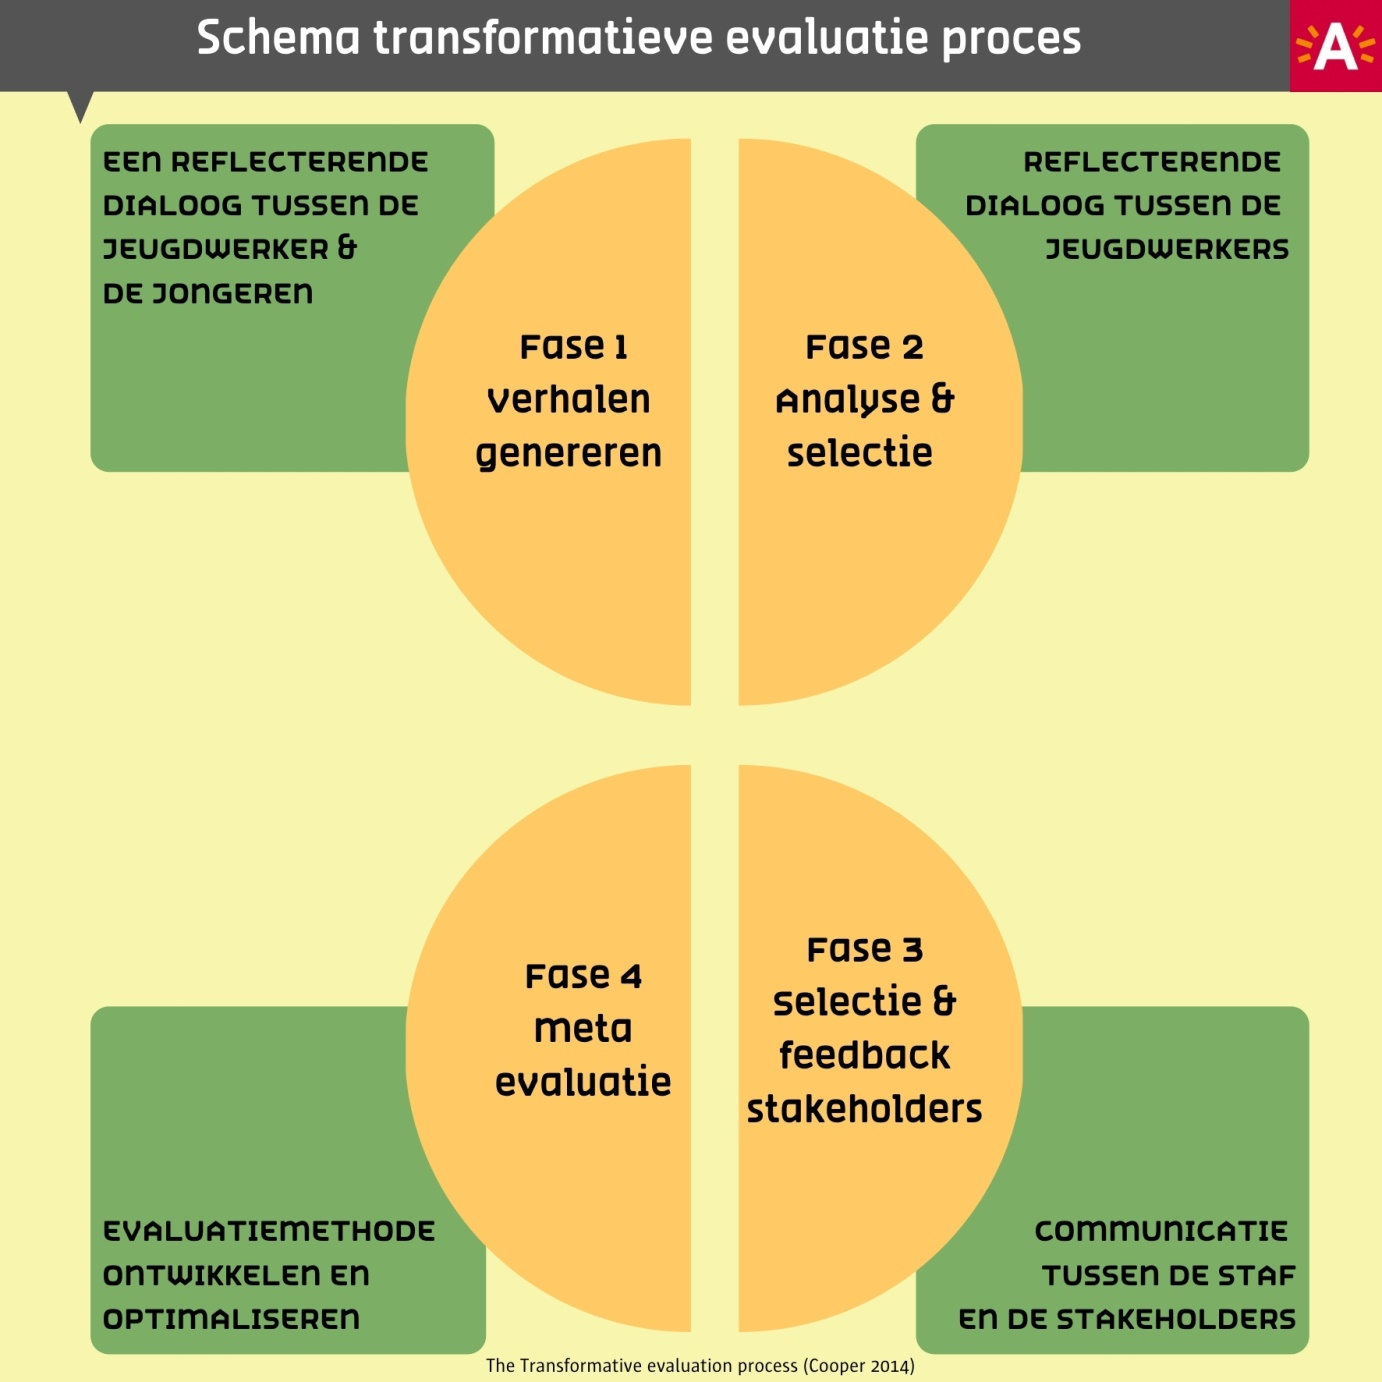 Schema transformatieve evaluatie proces
A
EEN REFLECTERENDE
DIALOOG TUSSEN DE
JEUGDWERKER &
DE JONGEREN
Fase 1
verhalen
genereren
Fase 2
Analyse &
selectie
REFLECTERENDE
DIALOOG TUSSEN DE
JEUGDWERKERS
Fase 4
meta
evaluatie
EVALUATIEMETHODE
ONTWIKKELEN EN
OPTIMALISEREN
Fase 3
selectie &
feedback
stakeholders
COMMUNICATIE
TUSSEN DE STAF
EN DE STAKEHOLDERS
The Transformative evaluation process (Cooper 2014)